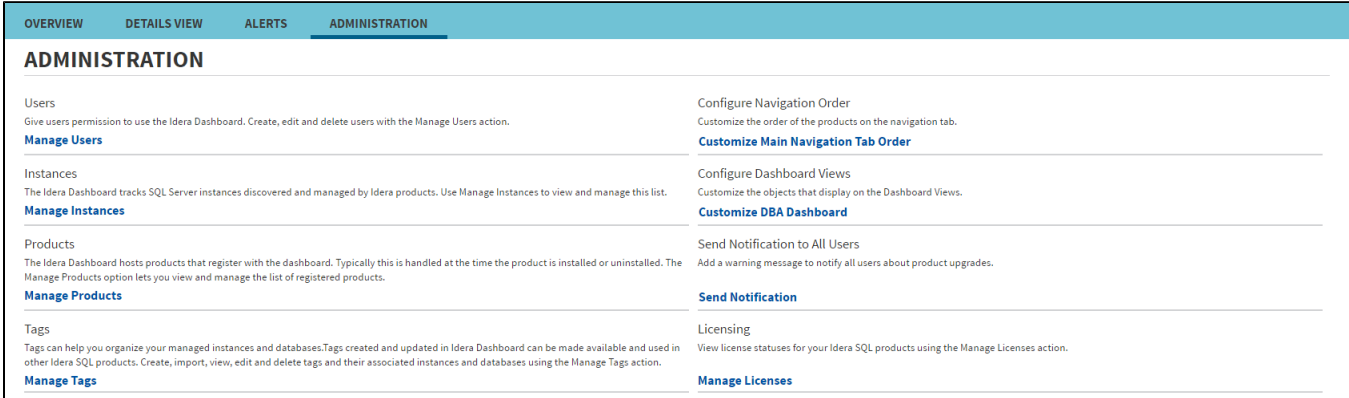 OVERVIEW DETAILS VIEW ALERTS ADMINISTRATION
ADMINISTRATION
Users
Give users permission to use the Idera Dashboard. Create, edit and delete users with the Manage Users action.
Manage Users
Configure Navigation Order
Customize the order of the products on the navigation tab.
Customize Main Navigation Tab Order
Instances
The Idera Dashboard tracks SQL Server instances discovered and managed by Idera products. Use Manage Instances to view and manage this list.
Manage Instances
Configure Dashboard Views
Customize the objects that display on the Dashboard Views.
Customize DBA Dashboard
Products
The Idera Dashboard hosts products that register with the dashboard. Typically this is handled at the time the product is installed or uninstalled. The
Manage Products option lets you view and manage the list of registered products.
Manage Products
Send Notification to All Users
Add a warning message to notify all users about product upgrades.
Send Notification
Tags
Tags can help you organize your managed instances and databases.Tags created and updated in Idera Dashboard can be made available and used in
other Idera SQL products. Create, import, view, edit and delete tags and their associated instances and databases using the Manage Tags action.
Manage Tags
Licensing
View license statuses for your Idera SQL products using the Manage Licenses action.
Manage Licenses